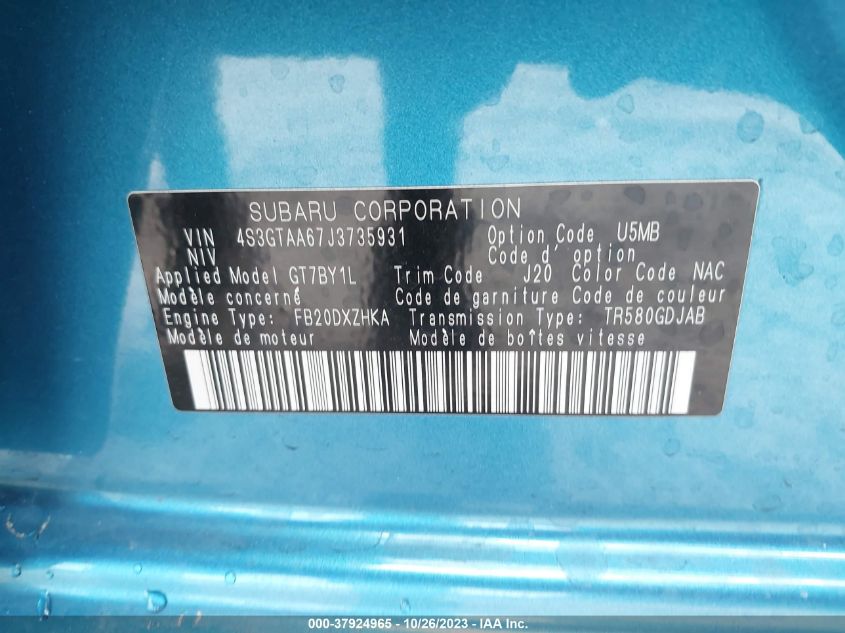 SUBARU CORPORATION
VIN 4S3GTAA67J3735931 Option Code U5MB
NIV Code d' option
Applied Model GT7BY1L Trim Code J20 Color Code NAC
Modèle concerné Code de garniture Code de couleur
Engine Type: FB20DXZHKA Transmission Type: TR580GDJAB
Modèle de moteur Modèle de boîtes vitesse
000-37924965 - 10/26/2023 - IAA Inc.